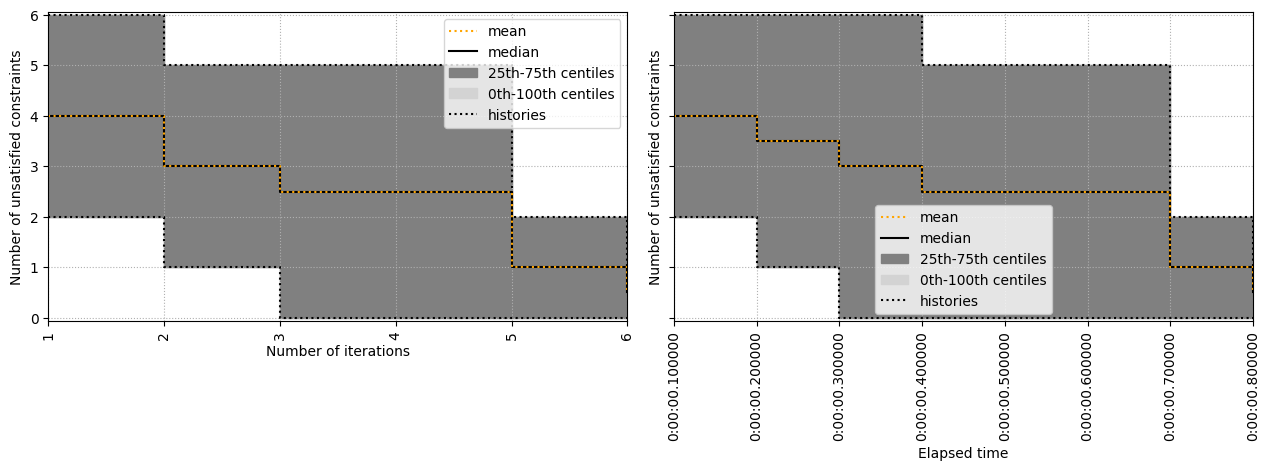 6
5
4
3
2
1
0
Number of unsatisfied constraints
mean
median
25th-75th centiles
0th-100th centiles
histories
1
2
3
4
5
6
Number of iterations
Number of unsatisfied constraints
mean
median
25th-75th centiles
0th-100th centiles
histories
0:00:00.100000
0:00:00.200000
0:00:00.300000
0:00:00.400000
0:00:00.500000
0:00:00.600000
0:00:00.700000
0:00:00.800000
Elapsed time